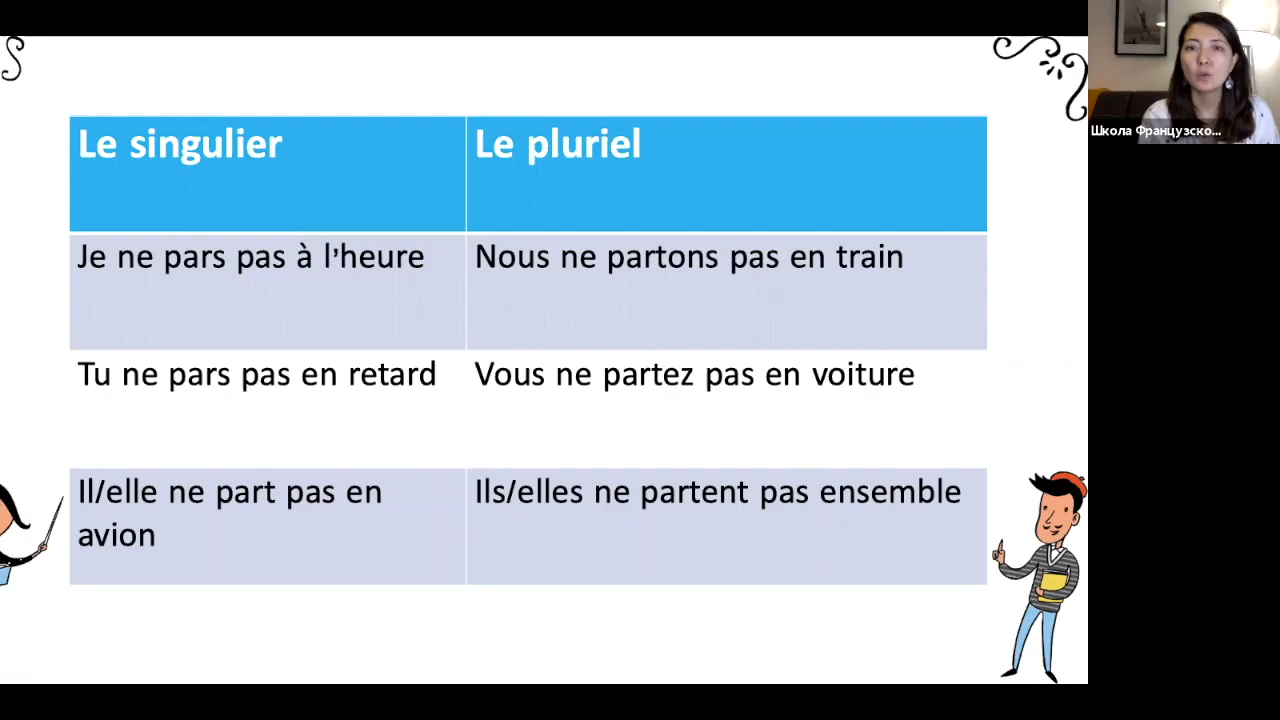 Le singulier
Le pluriel
Je ne pars pas à l’heure
Nous ne partons pas en train
Tu ne pars pas en retard
Vous ne partez pas en voiture
Il/elle ne part pas en
avion
Ils/elles ne partent pas ensemble
Школа Французско...